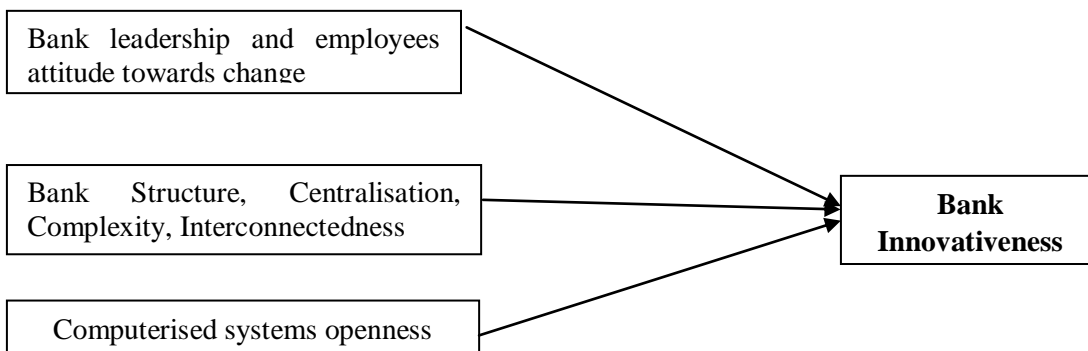 Bank leadership and employees
attitude towards change
Bank Structure, Centralisation,
Complexity, Interconnectedness
Computerised systems openness
Bank
Innovativeness